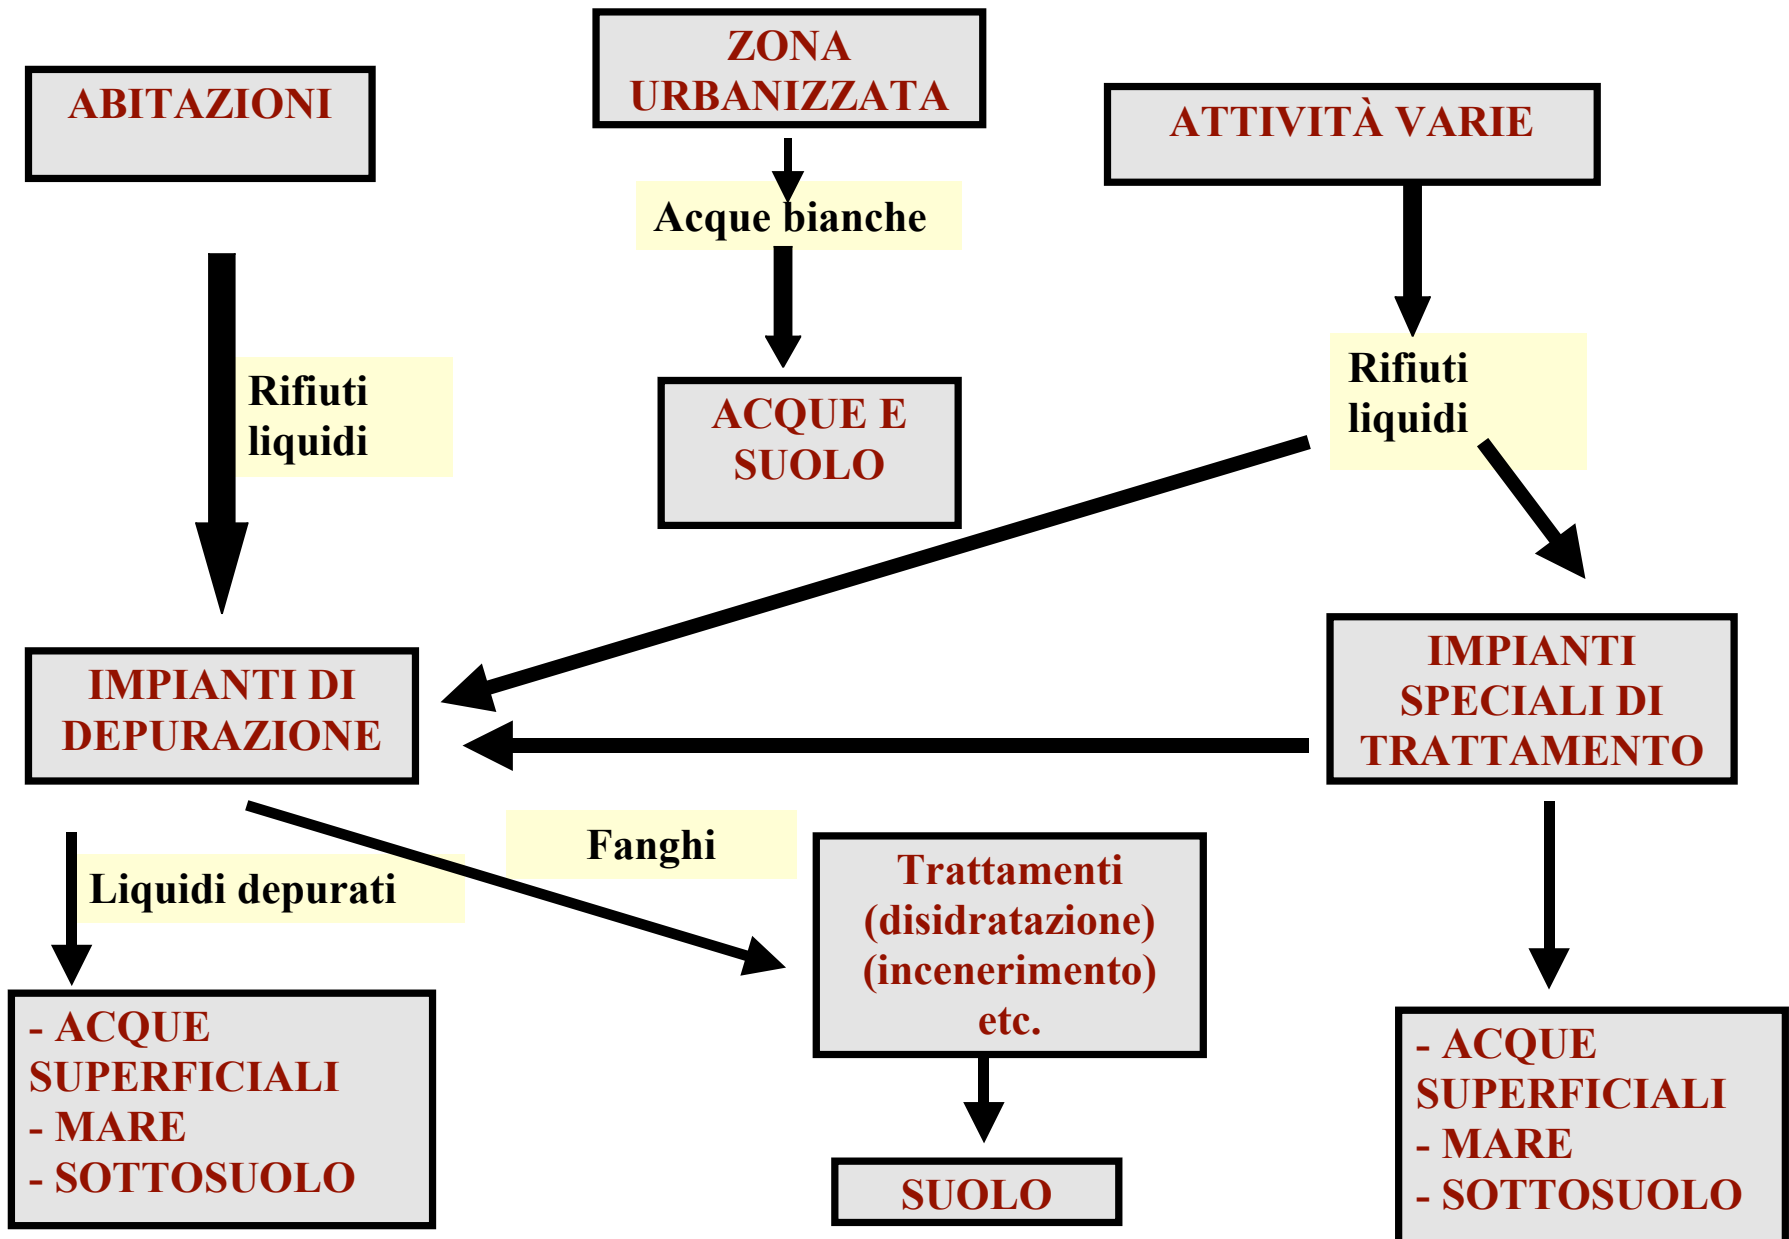 ABITAZIONI
ZONA
URBANIZZATA
ATTIVITÀ VARIE
Acque bianche
Rifiuti
liquidi
ACQUE E
SUOLO
Rifiuti
liquidi
IMPIANTI DI
DEPURAZIONE
IMPIANTI
SPECIALI DI
TRATTAMENTO
Liquidi depurati
Fanghi
Trattamenti
(disidratazione)
(incenerimento)
etc.
- ACQUE
SUPERFICIALI
- MARE
- SOTTOSUOLO
SUOLO
- ACQUE
SUPERFICIALI
- MARE
- SOTTOSUOLO